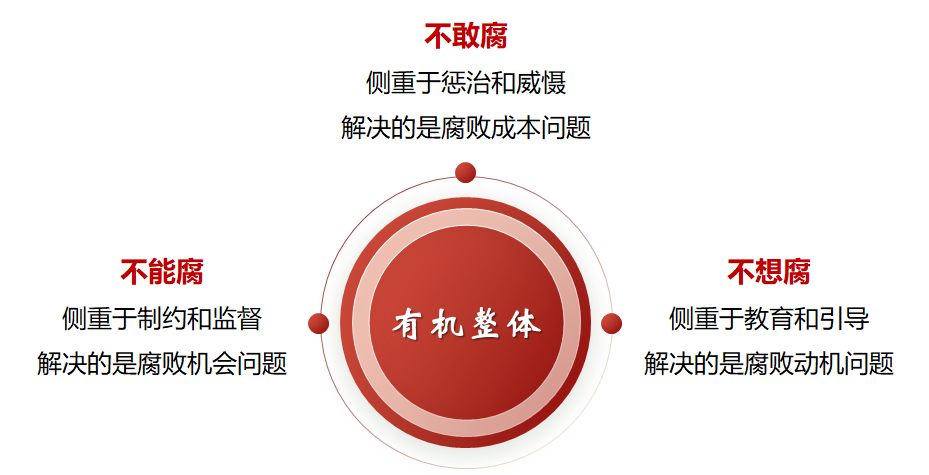 不敢腐
侧重于惩治和威慑
解决的是腐败成本问题
不能腐
侧重于制约和监督
解决的是腐败机会问题
有机整体
不想腐
侧重于教育和引导
解决的是腐败动机问题